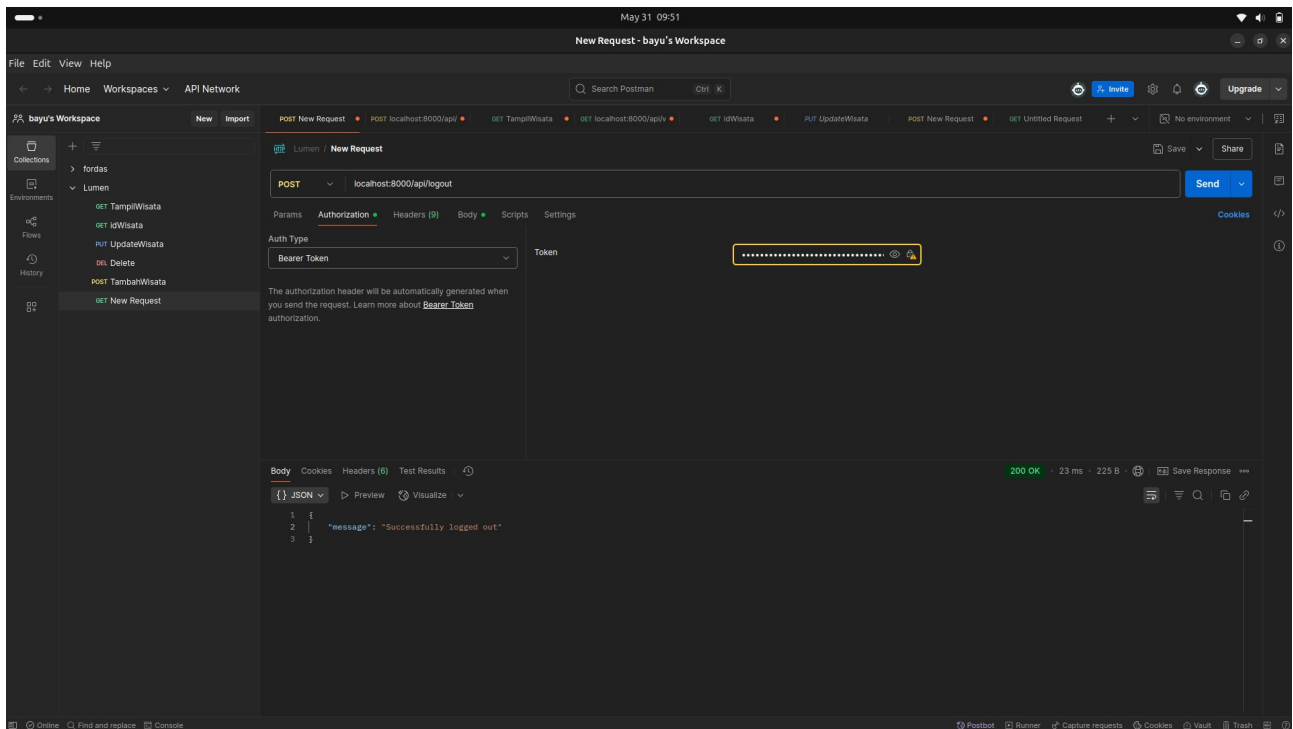 May 31 09:51
New Request - bayu's Workspace
File Edit View Help
Home Workspaces API Network
Search Postman Ctrl K
Invite
Upgrade
bayu's Workspace
New Import
POST New Request
POST localhost:8000/api/
GET TampilWisata
GET localhost:8000/api/v
GET idWisata
PUT UpdateWisata
POST New Request
GET Untitled Request
No environment
Collections
Environments
Flows
History
fordas
Lumen
GET TampilWisata
GET idWisata
PUT UpdateWisata
DEL Delete
POST TambahWisata
GET New Request
HTTP Lumen / New Request
Save Share
POST localhost:8000/api/logout
Send
Params Authorization Headers (9) Body Scripts Settings
Cookies
Auth Type
Bearer Token
The authorization header will be automatically generated when
you send the request. Learn more about Bearer Token
authorization.
Token
Body Cookies Headers (6) Test Results
200 OK 23 ms 225 B
Save Response
{} JSON Preview Visualize
1 {
2 "message": "Successfully logged out"
3 }
Online Find and replace Console
Postbot Runner Capture requests Cookies Vault Trash